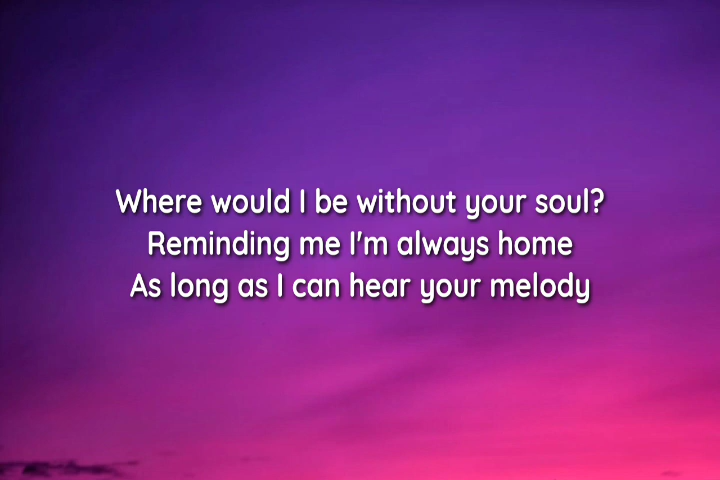 Where would I be without your soul?
Reminding me I'm always home
As long as I can hear your melody